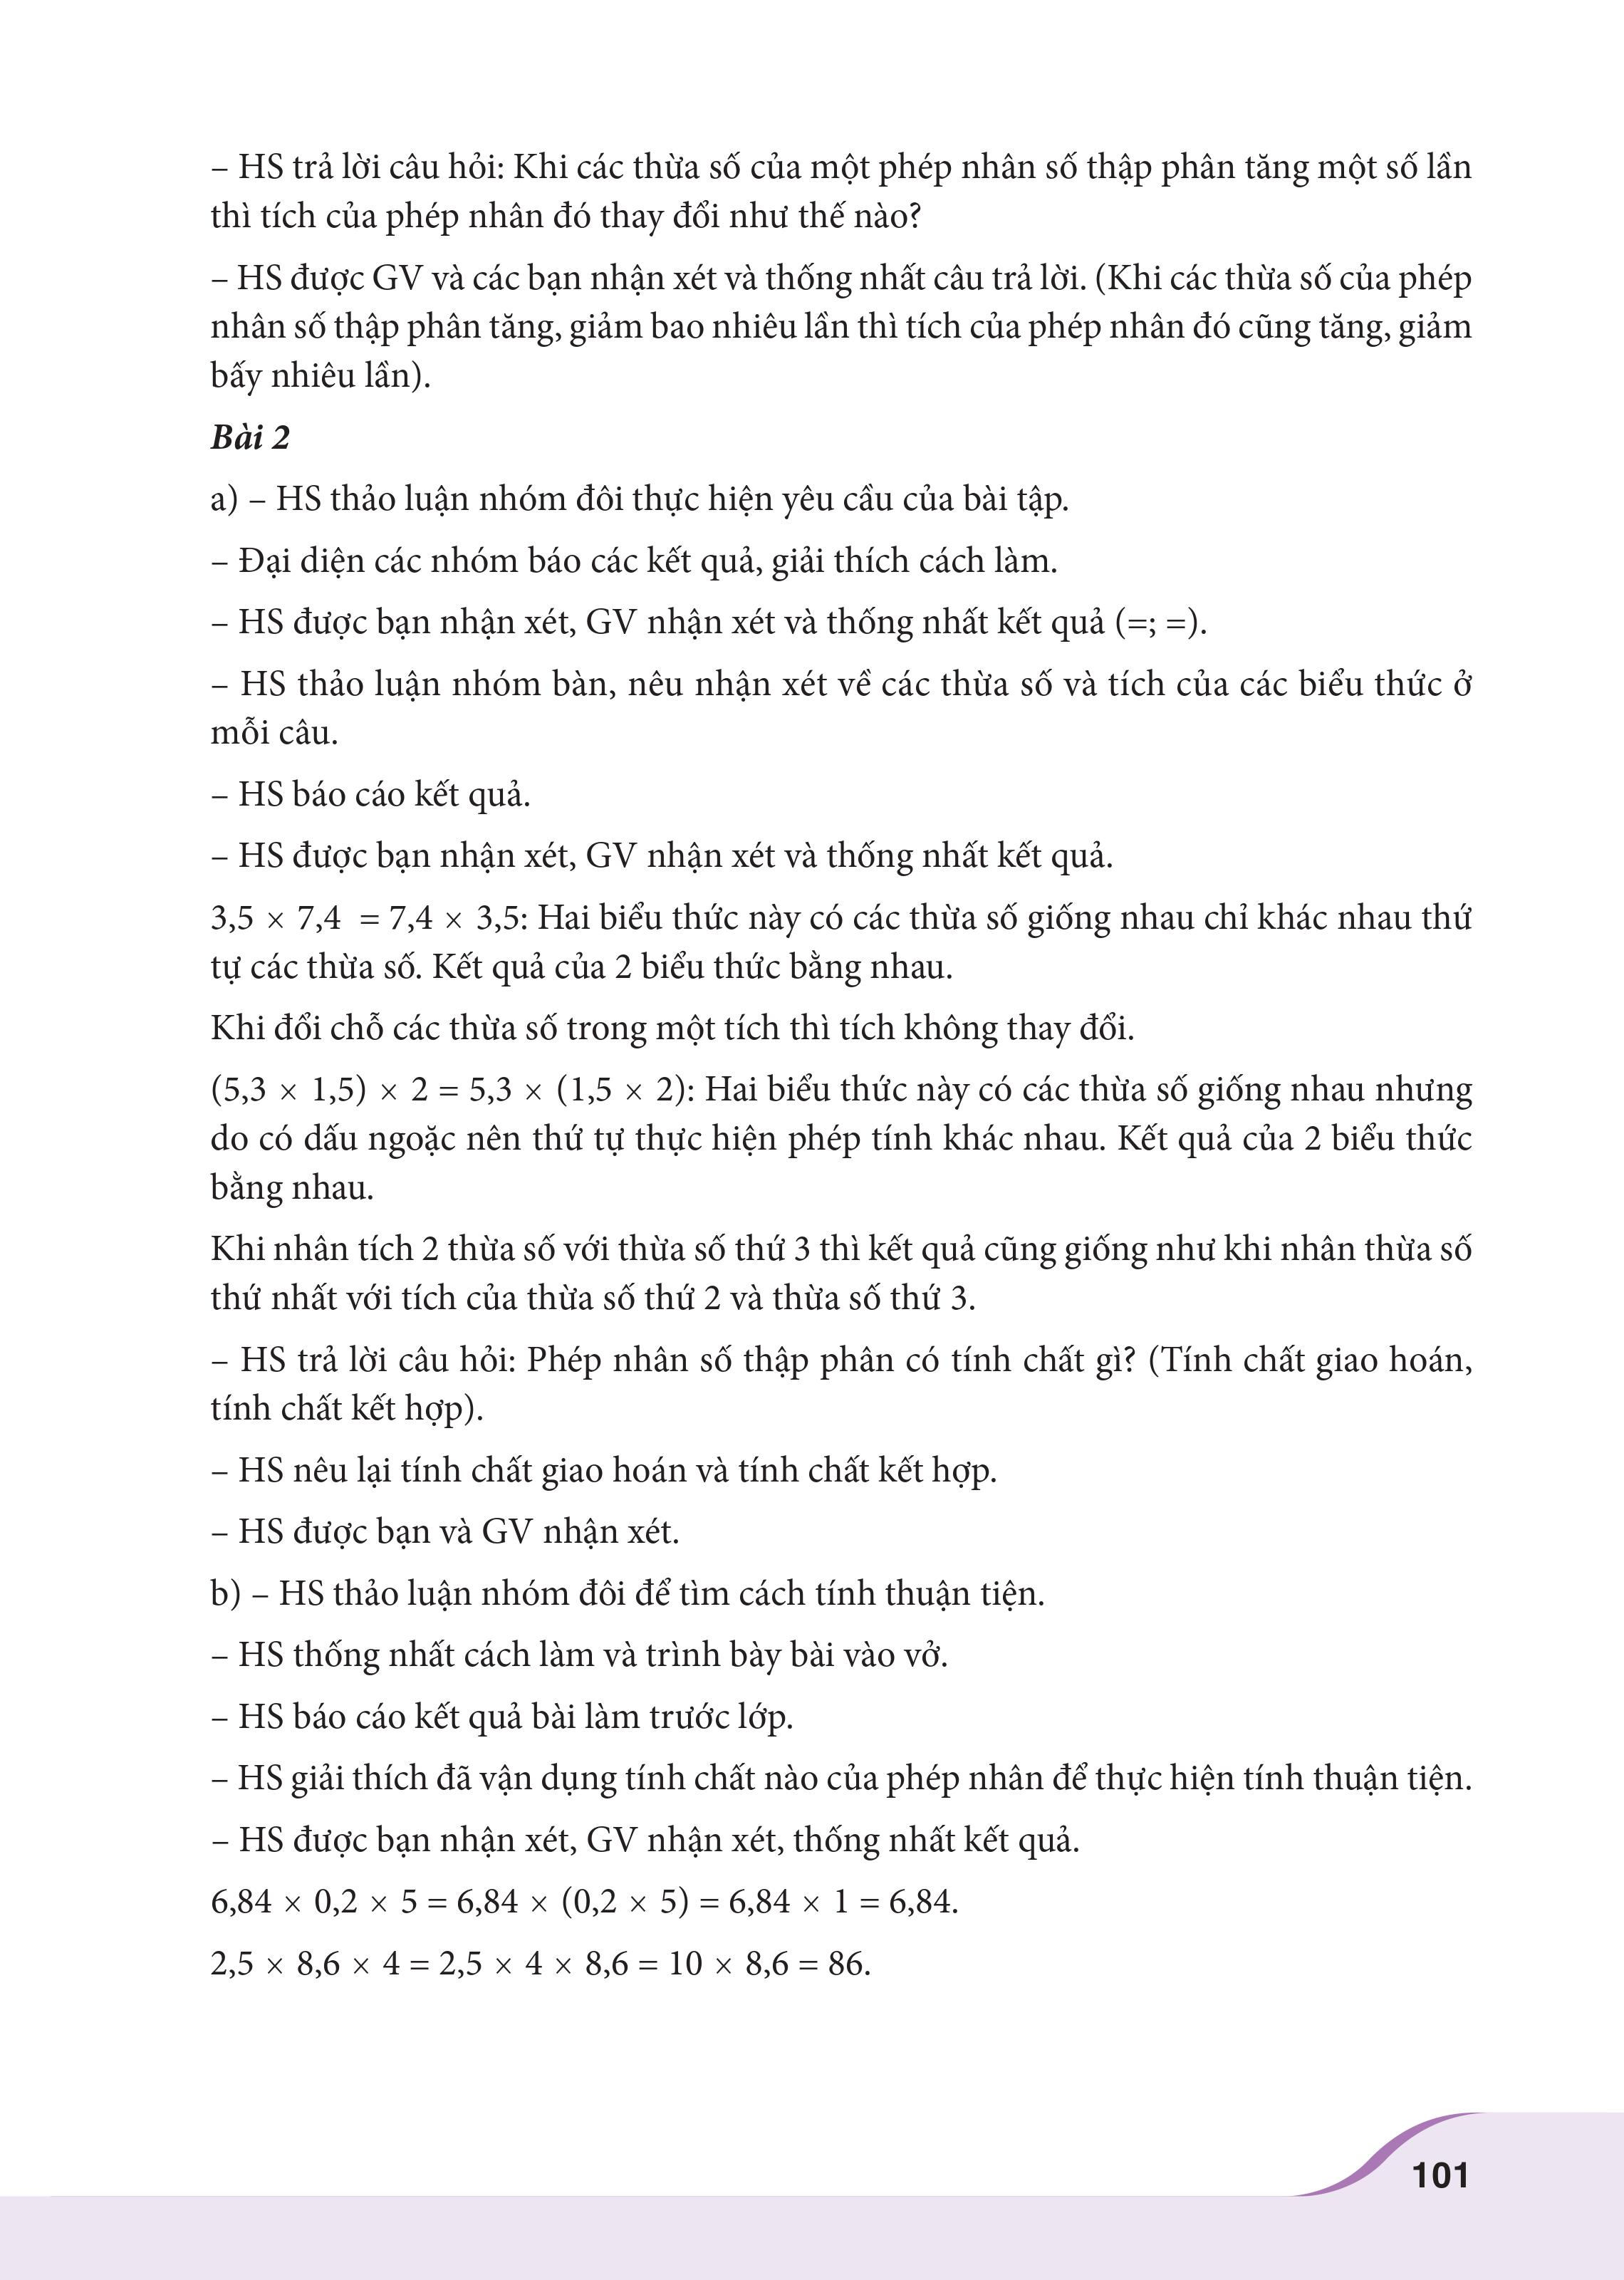 – HS trả lời câu hỏi: Khi các thừa số của một phép nhân số thập phân tăng một số lần
thì tích của phép nhân đó thay đổi như thế nào?
– HS được GV và các bạn nhận xét và thống nhất câu trả lời. (Khi các thừa số của phép
nhân số thập phân tăng, giảm bao nhiêu lần thì tích của phép nhân đó cũng tăng, giảm
bấy nhiêu lần).
Bài 2
a) – HS thảo luận nhóm đôi thực hiện yêu cầu của bài tập.
– Đại diện các nhóm báo các kết quả, giải thích cách làm.
– HS được bạn nhận xét, GV nhận xét và thống nhất kết quả (=; =).
– HS thảo luận nhóm bàn, nêu nhận xét về các thừa số và tích của các biểu thức ở
mỗi câu.
– HS báo cáo kết quả.
– HS được bạn nhận xét, GV nhận xét và thống nhất kết quả.
3,5 × 7,4 = 7,4 × 3,5: Hai biểu thức này có các thừa số giống nhau chỉ khác nhau thứ
tự các thừa số. Kết quả của 2 biểu thức bằng nhau.
Khi đổi chỗ các thừa số trong một tích thì tích không thay đổi.
(5,3 × 1,5) × 2 = 5,3 × (1,5 × 2): Hai biểu thức này có các thừa số giống nhau nhưng
do có dấu ngoặc nên thứ tự thực hiện phép tính khác nhau. Kết quả của 2 biểu thức
bằng nhau.
Khi nhân tích 2 thừa số với thừa số thứ 3 thì kết quả cũng giống như khi nhân thừa số
thứ nhất với tích của thừa số thứ 2 và thừa số thứ 3.
– HS trả lời câu hỏi: Phép nhân số thập phân có tính chất gì? (Tính chất giao hoán,
tính chất kết hợp).
– HS nêu lại tính chất giao hoán và tính chất kết hợp.
– HS được bạn và GV nhận xét.
b) – HS thảo luận nhóm đôi để tìm cách tính thuận tiện.
– HS thống nhất cách làm và trình bày bài vào vở.
– HS báo cáo kết quả bài làm trước lớp.
– HS giải thích đã vận dụng tính chất nào của phép nhân để thực hiện tính thuận tiện.
– HS được bạn nhận xét, GV nhận xét, thống nhất kết quả.
6,84 × 0,2 × 5 = 6,84 × (0,2 × 5) = 6,84 × 1 = 6,84.
2,5 × 8,6 × 4 = 2,5 × 4 × 8,6 = 10 × 8,6 = 86.
101